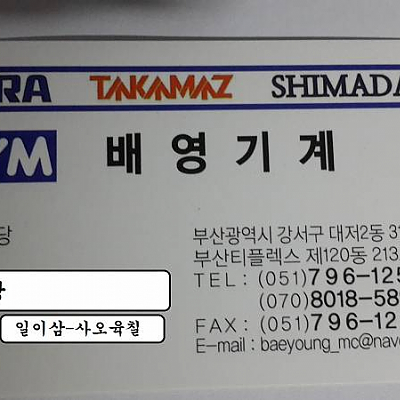 RA TAKAMAZ SHIMADA
YM 배영기계
당
부산광역시 강서구 대저2동 31
부산티플렉스 제120동 213
TEL : (051)796-125
(070)8018-58
일이삼-사오육칠
FAX : (051)796-12
E-mail : baeyoung_mc@nav